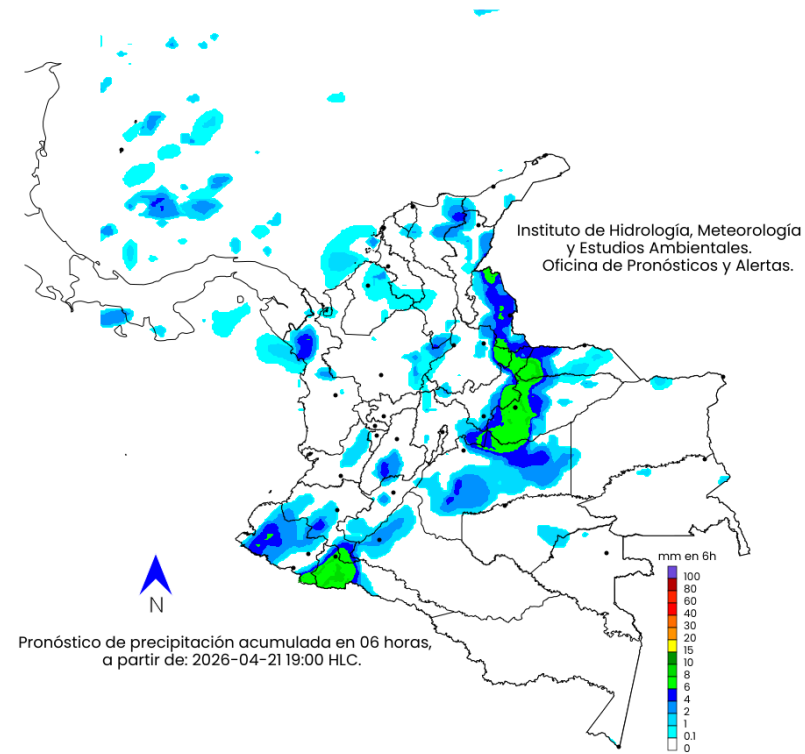 Instituto de Hidrología, Meteorología
y Estudios Ambientales.
Oficina de Pronósticos y Alertas.
mm en 6h
100
80
60
40
30
20
15
10
8
6
4
2
1
0.1
0
N
Pronóstico de precipitación acumulada en 06 horas,
a partir de: 2026-04-21 19:00 HLC.